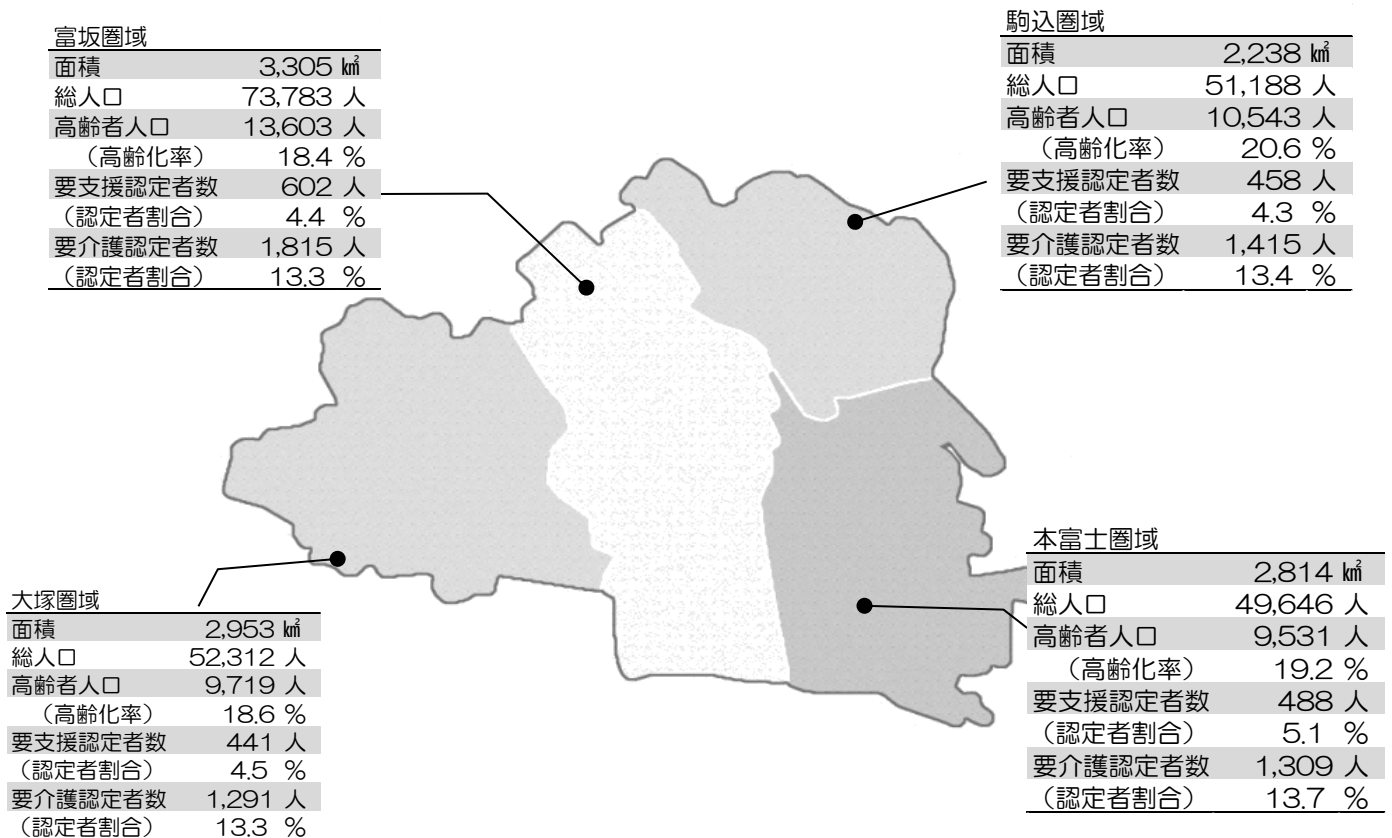 富坂圏域
面積 3,305 ㎢
総人口 73,783 人
高齢者人口 13,603 人
（高齢化率） 18.4 %
要支援認定者数 602 人
（認定者割合） 4.4 %
要介護認定者数 1,815 人
（認定者割合） 13.3 %
駒込圏域
面積 2,238 ㎢
総人口 51,188 人
高齢者人口 10,543 人
（高齢化率） 20.6 %
要支援認定者数 458 人
（認定者割合） 4.3 %
要介護認定者数 1,415 人
（認定者割合） 13.4 %
大塚圏域
面積 2,953 ㎢
総人口 52,312 人
高齢者人口 9,719 人
（高齢化率） 18.6 %
要支援認定者数 441 人
（認定者割合） 4.5 %
要介護認定者数 1,291 人
（認定者割合） 13.3 %
本富士圏域
面積 2,814 ㎢
総人口 49,646 人
高齢者人口 9,531 人
（高齢化率） 19.2 %
要支援認定者数 488 人
（認定者割合） 5.1 %
要介護認定者数 1,309 人
（認定者割合） 13.7 %